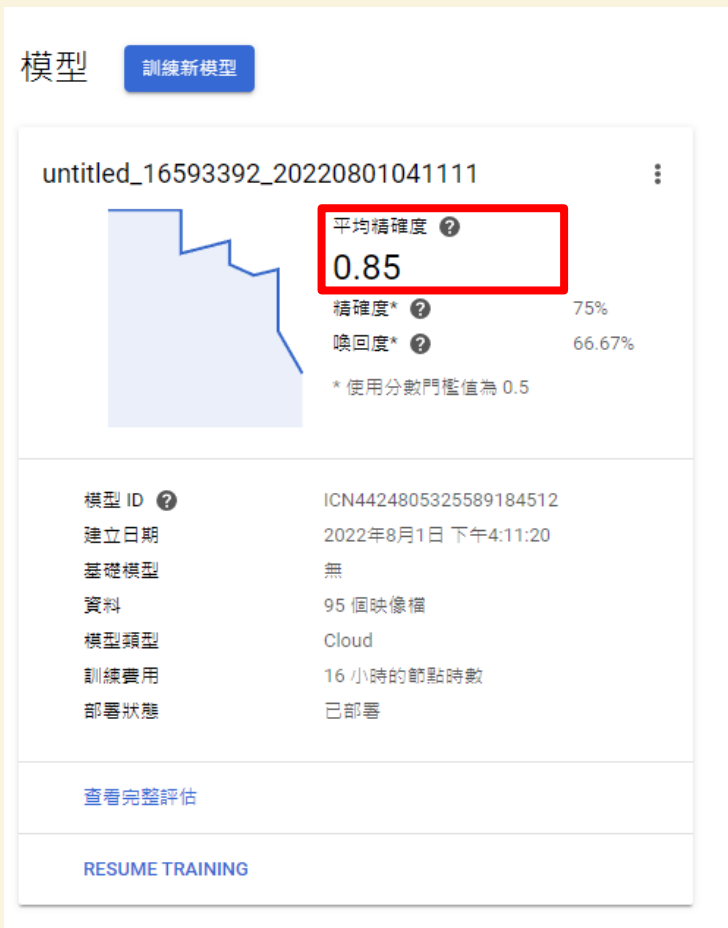 模型
訓練新模型
untitled_16593392_20220801041111
平均精確度
0.85
精確度* 75%
喚回度* 66.67%
* 使用分數門檻值為 0.5
模型 ID ICN4424805325589184512
建立日期 2022年8月1日 下午4:11:20
基礎模型 無
資料 95 個映像檔
模型類型 Cloud
訓練費用 16 小時的節點時數
部署狀態 已部署
查看完整評估
RESUME TRAINING